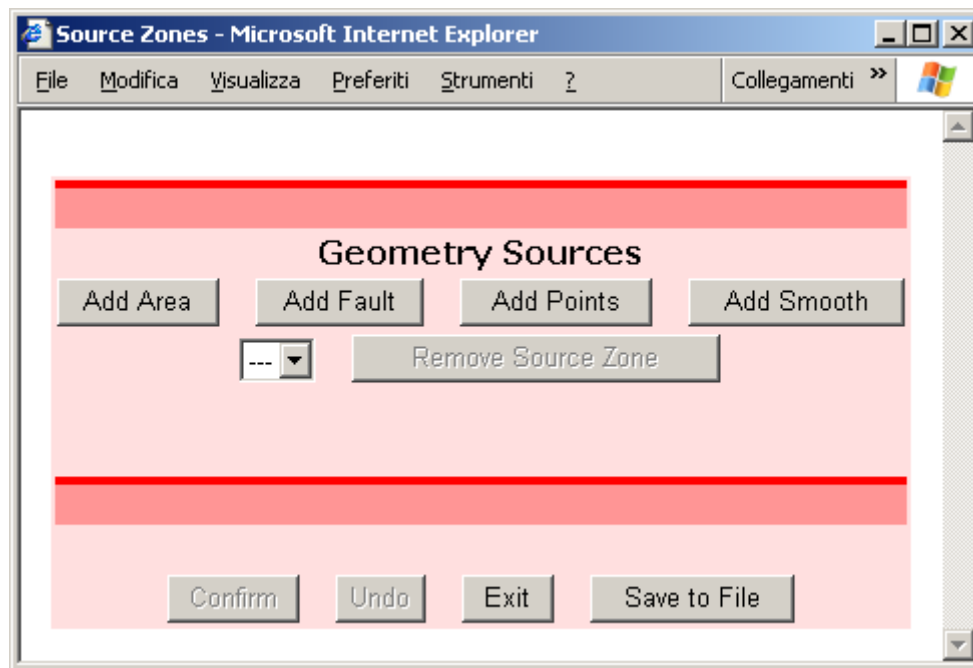 Source Zones - Microsoft Internet Explorer
File Modifica Visualizza Preferiti Strumenti ? Collegamenti »
Geometry Sources
Add Area Add Fault Add Points Add Smooth
--- Remove Source Zone
Confirm Undo Exit Save to File